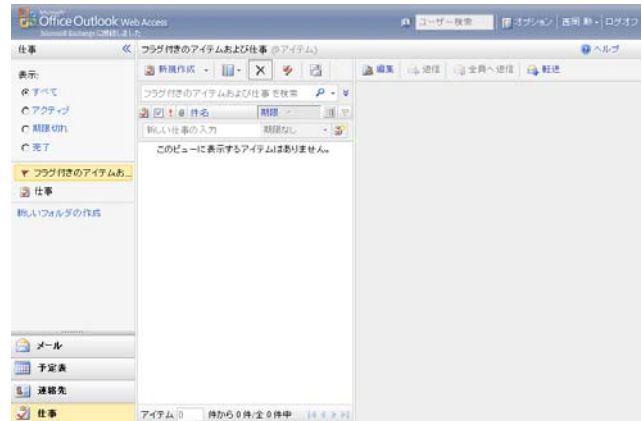 Microsoft
Office Outlook Web Access
ユーザー検索
オプション
ログオフ
仕事
フラグ付きのアイテムおよび仕事 (0アイテム)
ヘルプ
表示:
すべて
アクティブ
期限切れ
完了
フラグ付きのアイテムお...
仕事
新しいフォルダの作成
新規作成
編集
返信
全員へ返信
転送
フラグ付きのアイテムおよび仕事 を検索
件名
期限
新しい仕事の入力
期限なし
このビューに表示するアイテムはありません。
メール
予定表
連絡先
仕事
アイテム 0 件から 0 件/全 0 件中